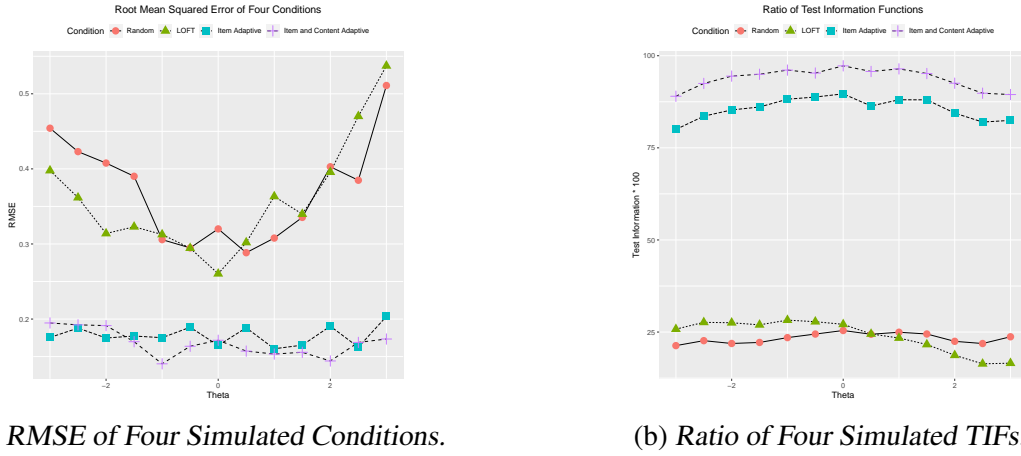 Root Mean Squared Error of Four Conditions
Condition Random LOFT Item Adaptive Item and Content Adaptive
0.5
0.4
0.3
0.2
RMSE
−2 0 2
Theta
RMSE of Four Simulated Conditions.
Ratio of Test Information Functions
Condition Random LOFT Item Adaptive Item and Content Adaptive
100
75
50
25
Test Information * 100
−2 0 2
Theta
(b) Ratio of Four Simulated TIFs